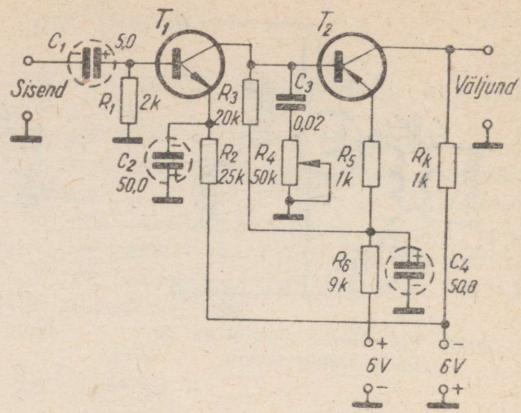 C1
5,0
T1
T2
Sisend
R1
2k
R3
20k
C3
0,02
Väljund
C2
50,0
R2
25k
R4
50k
R5
1k
Rk
1k
R6
9k
C4
50,0
+
6V
-
-
6V
+